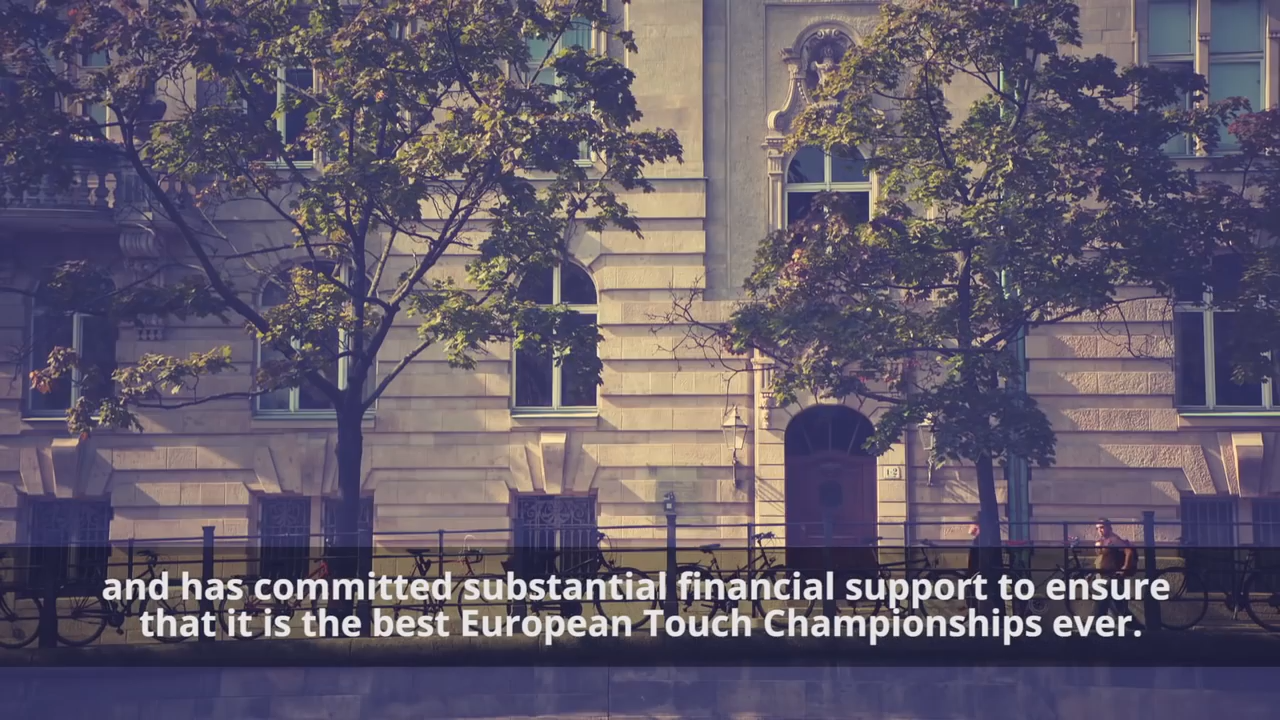 and has committed substantial financial support to ensure
that it is the best European Touch Championships ever.